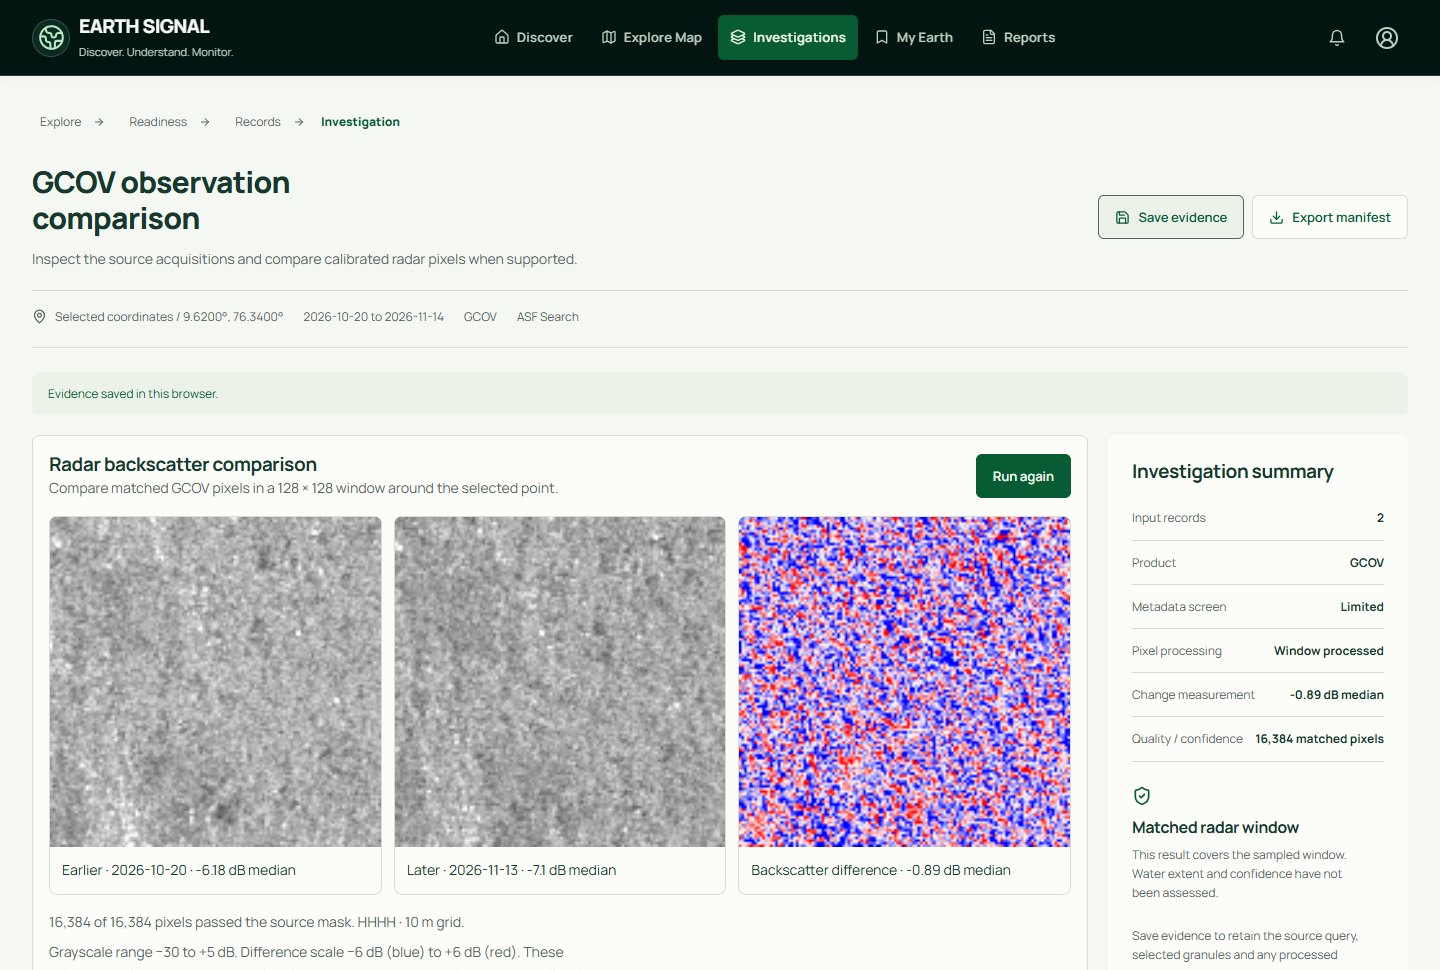 EARTH SIGNAL
Discover. Understand. Monitor.
Discover
Explore Map
Investigations
My Earth
Reports
Explore → Readiness → Records → Investigation
GCOV observation
comparison
Inspect the source acquisitions and compare calibrated radar pixels when supported.
Save evidence
Export manifest
Selected coordinates / 9.6200°, 76.3400° 2026-10-20 to 2026-11-14 GCOV ASF Search
Evidence saved in this browser.
Radar backscatter comparison
Compare matched GCOV pixels in a 128 × 128 window around the selected point.
Run again
Earlier · 2026-10-20 · -6.18 dB median
Later · 2026-11-13 · -7.1 dB median
Backscatter difference · -0.89 dB median
16,384 of 16,384 pixels passed the source mask. HHHH · 10 m grid.
Grayscale range −30 to +5 dB. Difference scale −6 dB (blue) to +6 dB (red). These
Investigation summary
Input records 2
Product GCOV
Metadata screen Limited
Pixel processing Window processed
Change measurement -0.89 dB median
Quality / confidence 16,384 matched pixels
Matched radar window
This result covers the sampled window.
Water extent and confidence have not
been assessed.
Save evidence to retain the source query,
selected granules and any processed